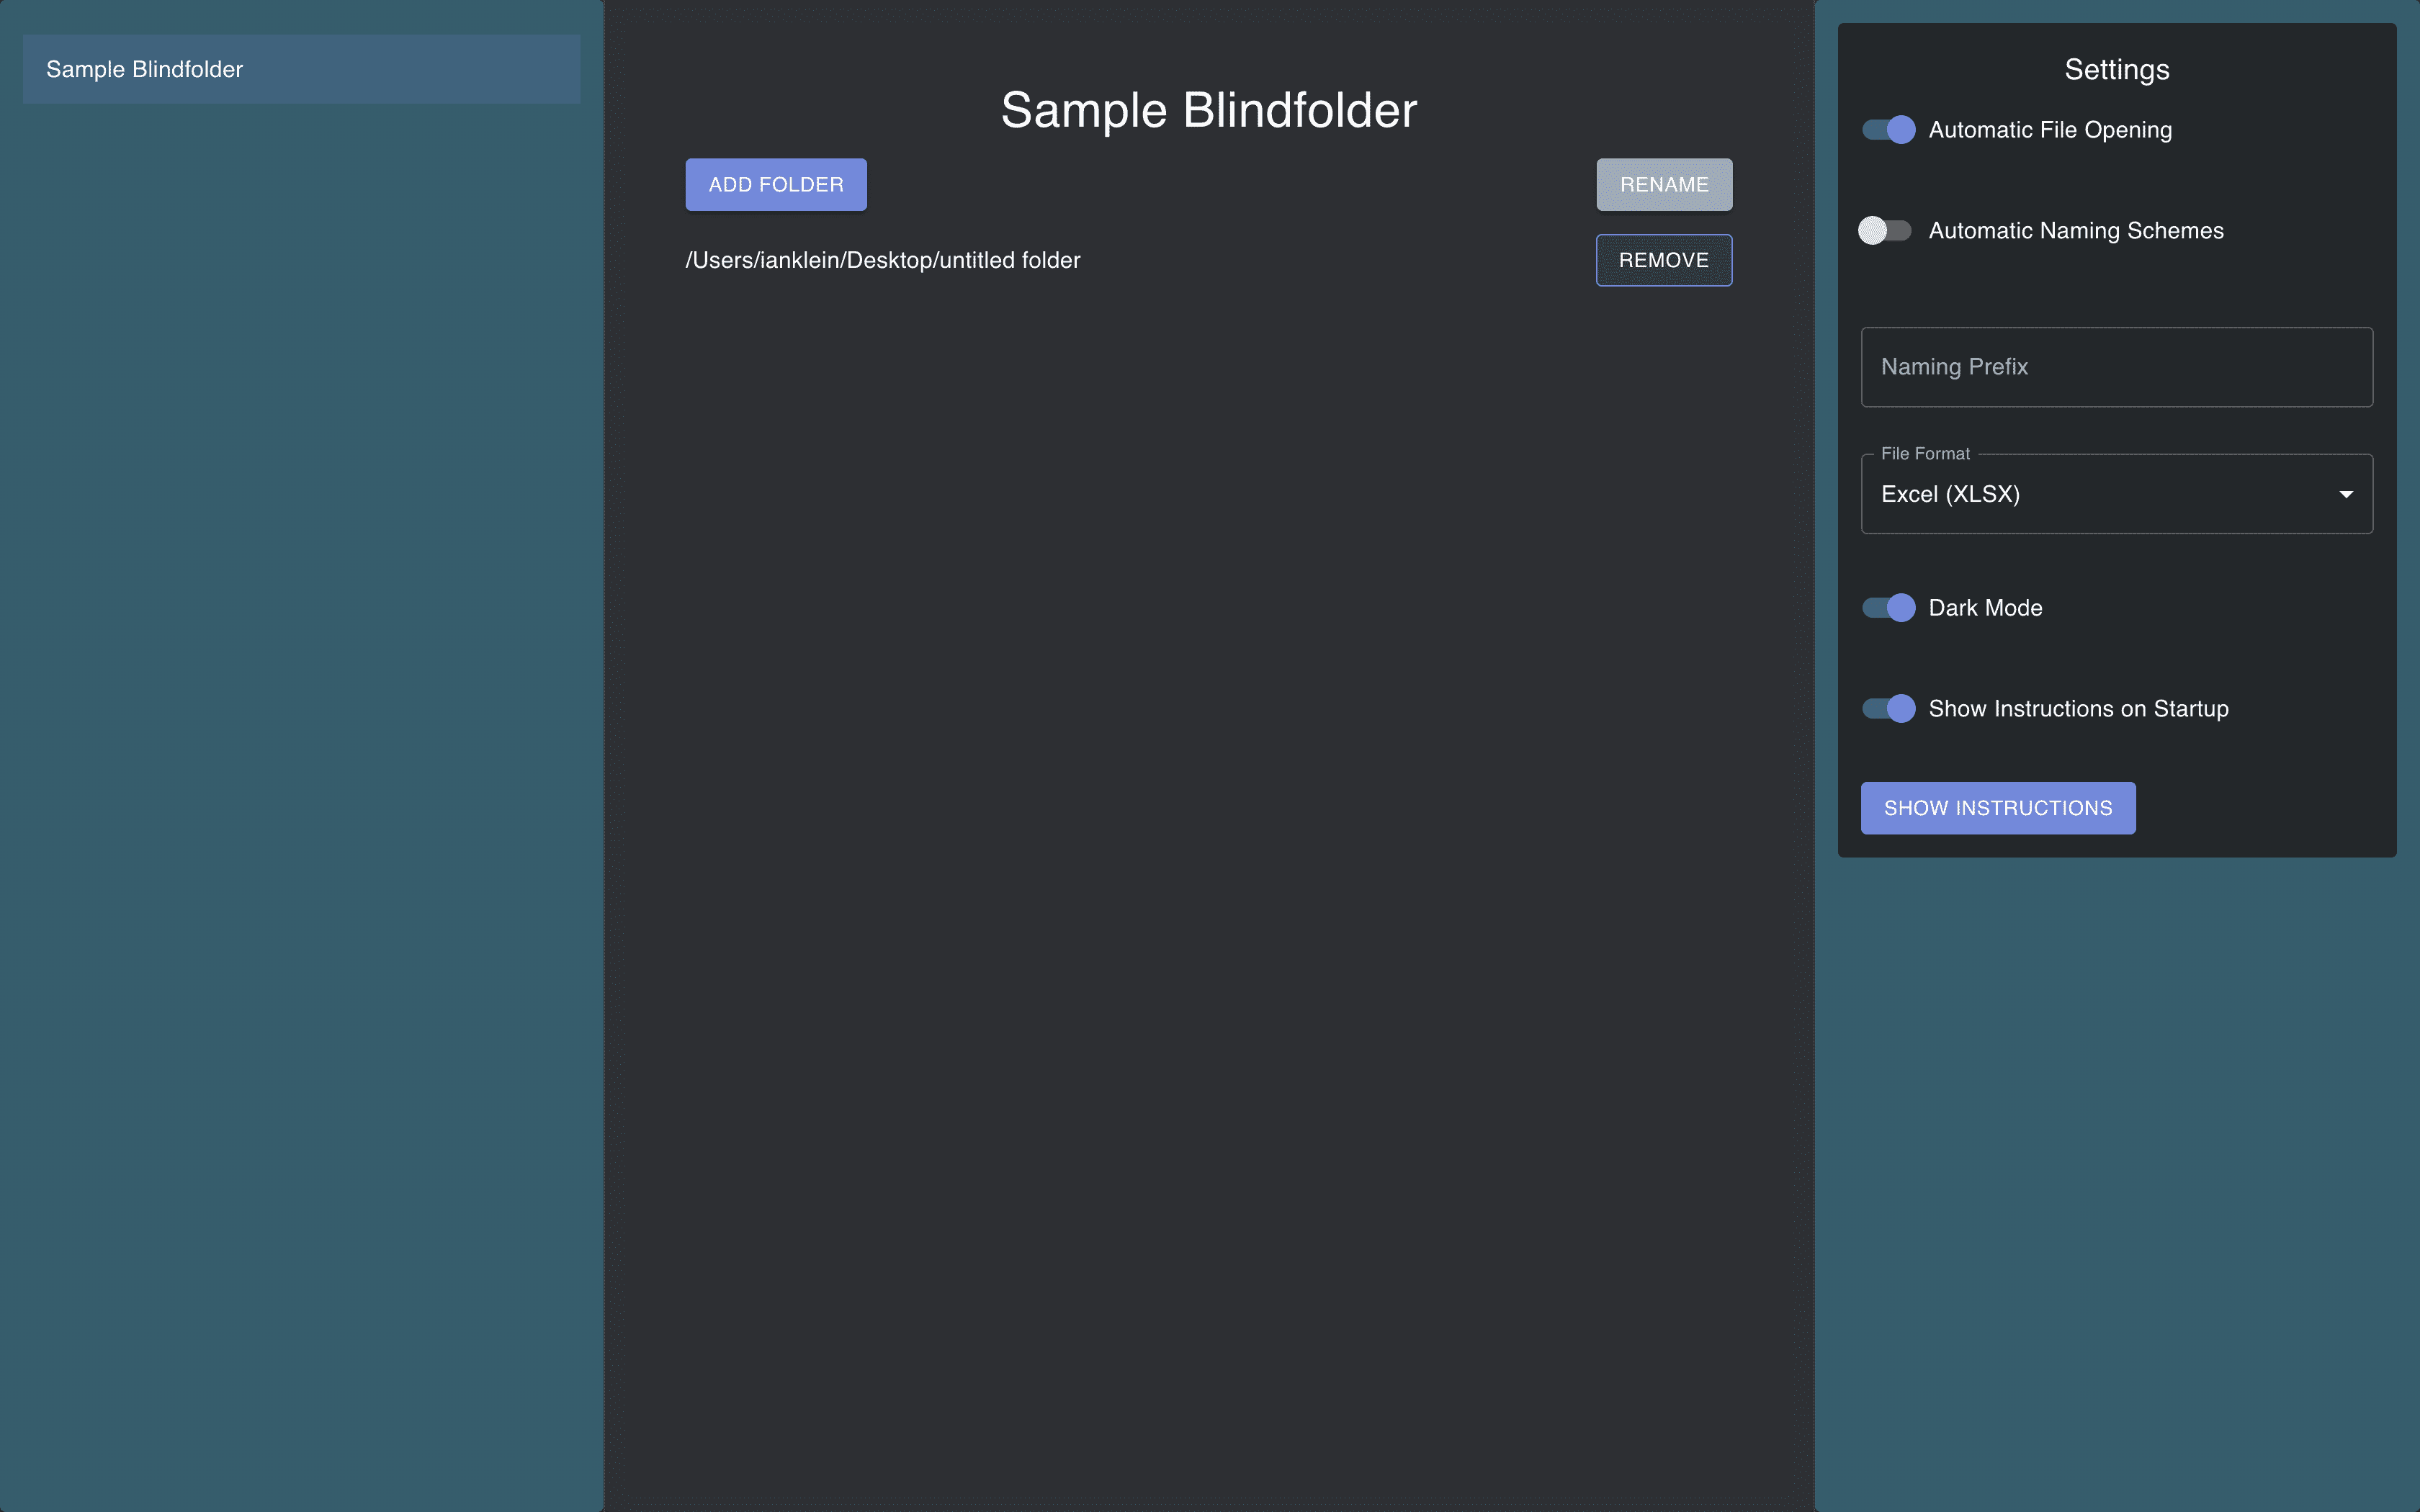 Sample Blindfolder
Sample Blindfolder
ADD FOLDER
RENAME
/Users/ianklein/Desktop/untitled folder
REMOVE
Settings
Automatic File Opening
Automatic Naming Schemes
Naming Prefix
File Format
Excel (XLSX)
Dark Mode
Show Instructions on Startup
SHOW INSTRUCTIONS